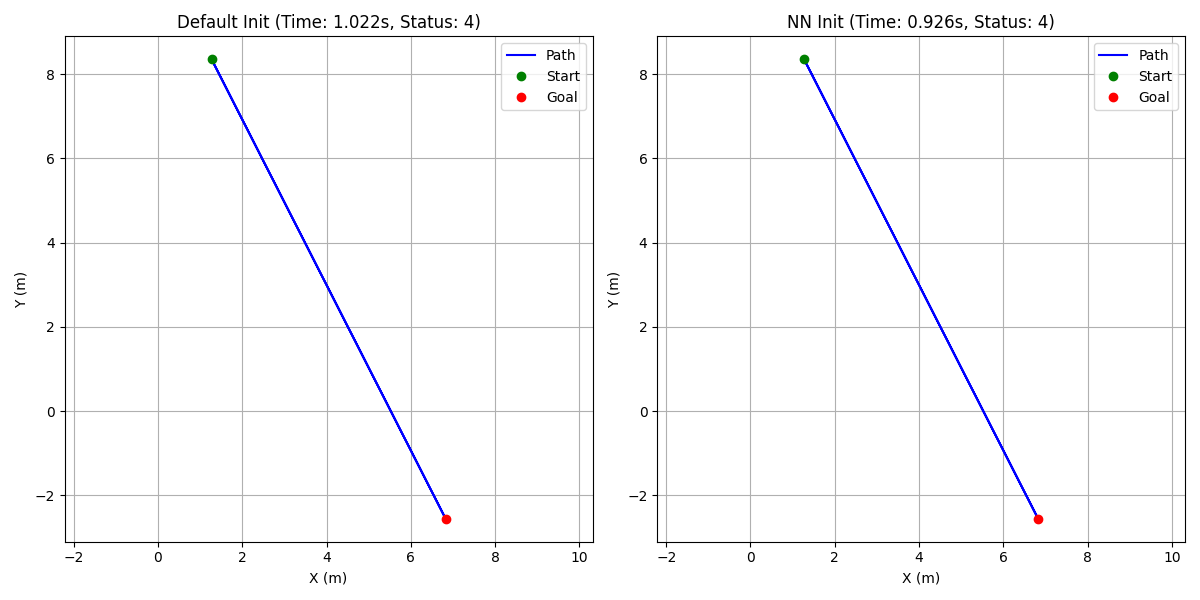 Default Init (Time: 1.022s, Status: 4)
Path
Start
Goal
8
6
4
2
0
−2
Y (m)
−2 0 2 4 6 8 10
X (m)
NN Init (Time: 0.926s, Status: 4)
Path
Start
Goal
8
6
4
2
0
−2
Y (m)
−2 0 2 4 6 8 10
X (m)